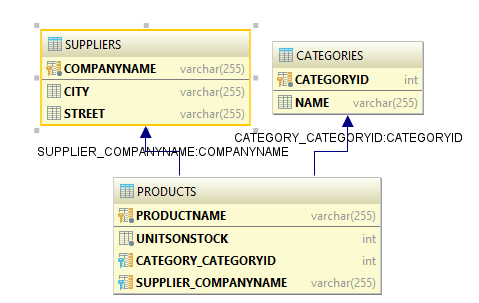 SUPPLIERS
COMPANYNAME varchar(255)
CITY varchar(255)
STREET varchar(255)
CATEGORIES
CATEGORYID int
NAME varchar(255)
CATEGORY_CATEGORYID:CATEGORYID
SUPPLIER_COMPANYNAME:COMPANYNAME
PRODUCTS
PRODUCTNAME varchar(255)
UNITSONSTOCK int
CATEGORY_CATEGORYID int
SUPPLIER_COMPANYNAME varchar(255)